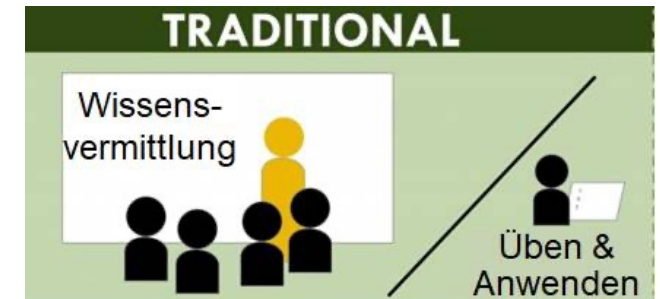 TRADITIONAL
Wissens-
vermittlung
Üben &
Anwenden